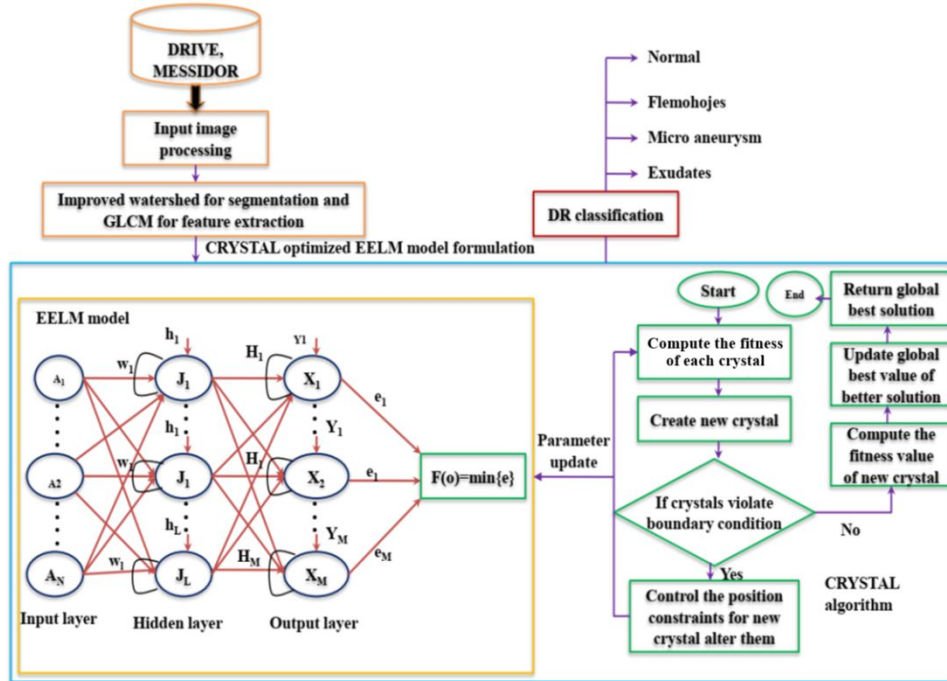 DRIVE,
MESSIDOR
Input image
processing
Improved watershed for segmentation and
GLCM for feature extraction
CRYSTAL optimized EELM model formulation
Normal
Flemohojes
Micro aneurysm
Exudates
DR classification
EELM model
h1
w1
H1
Y1
A1
J1
X1
e1
h1
Y1
w1
H1
A2
J1
X2
e1
F(o)=min{e}
hL
YM
w1
HM
eM
AN
JL
XM
Input layer
Hidden layer
Output layer
Parameter
update
Start
Compute the fitness
of each crystal
Create new crystal
If crystals violate
boundary condition
Yes
No
Control the position
constraints for new
crystal alter them
End
Return global
best solution
Update global
best value of
better solution
Compute the
fitness value
of new crystal
CRYSTAL
algorithm